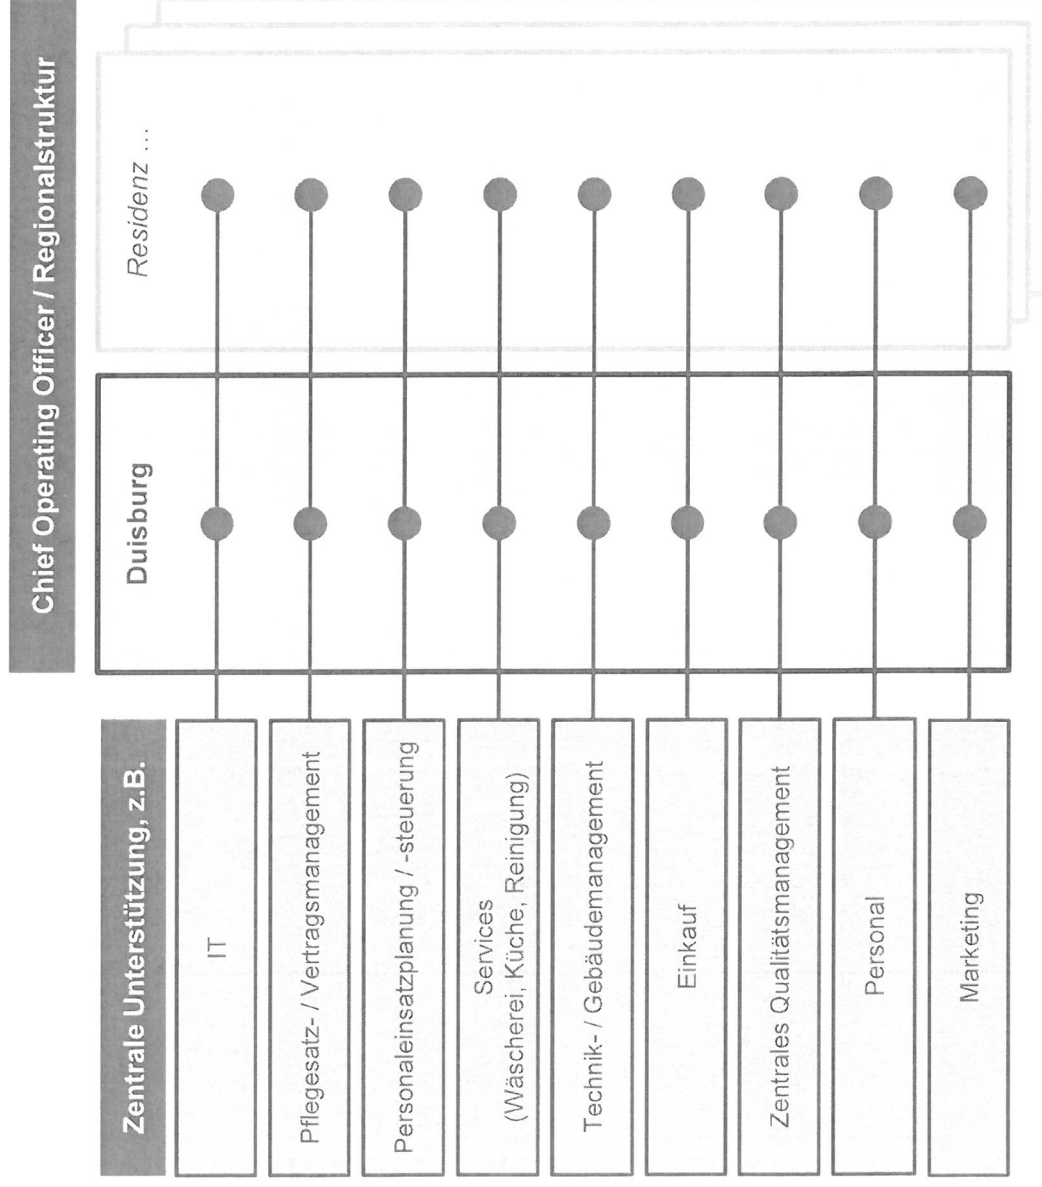 Chief Operating Officer / Regionalstruktur
Zentrale Unterstützung, z.B.
Duisburg
Residenz ...
IT
Pflegesatz- / Vertragsmanagement
Personaleinsatzplanung / -steuerung
Services
(Wäscherei, Küche, Reinigung)
Technik- / Gebäudemanagement
Einkauf
Zentrales Qualitätsmanagement
Personal
Marketing